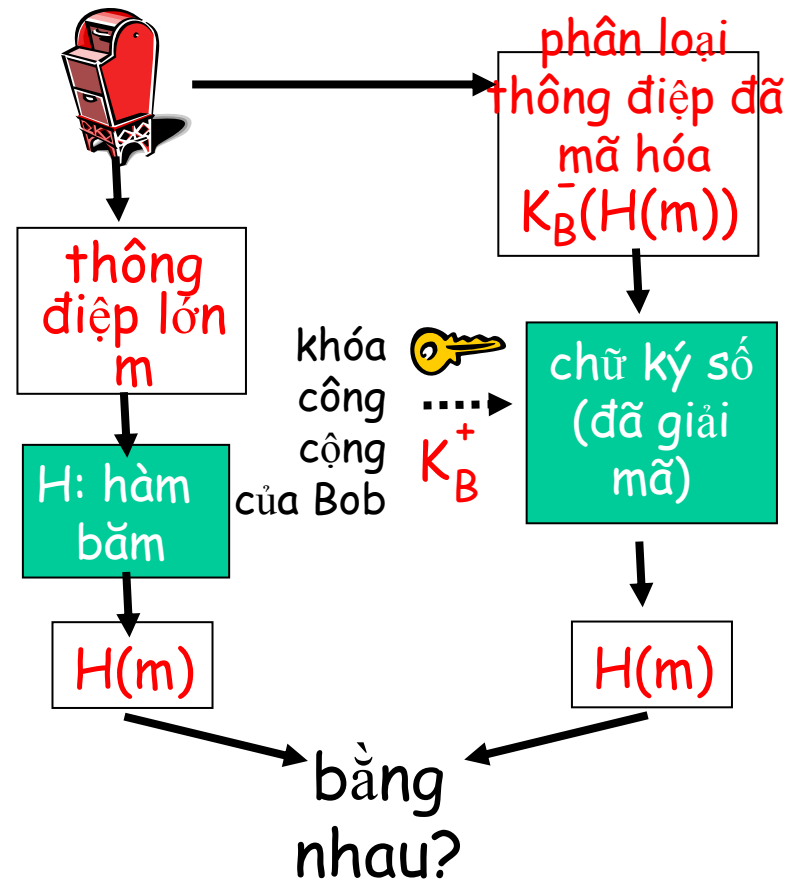 phân loại
thông điệp đã
mã hóa
K_B^-(H(m))
thông
điệp lớn
m
khóa
công
cộng
của Bob
K_B^+
chữ ký số
(đã giải
mã)
H: hàm
băm
H(m)
H(m)
bằng
nhau?